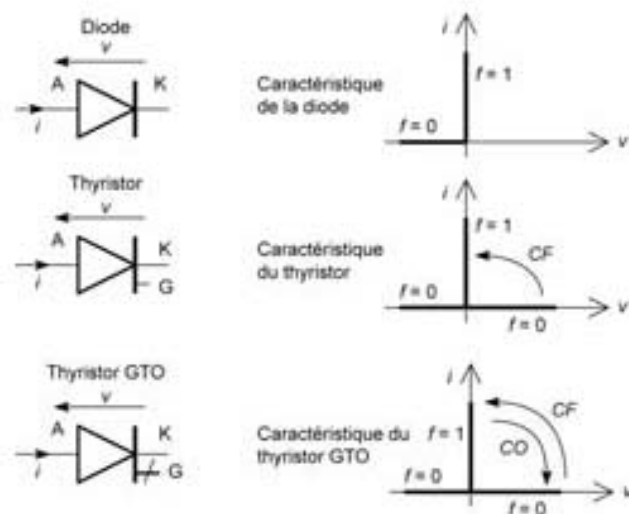 Diode
v
A
K
i
Caractéristique
de la diode
i
f = 1
f = 0
v
Thyristor
v
A
K
i
G
Caractéristique
du thyristor
i
f = 1
CF
f = 0
v
f = 0
Thyristor GTO
v
A
K
i
G
Caractéristique du
thyristor GTO
i
CF
f = 1
CO
f = 0
v
f = 0